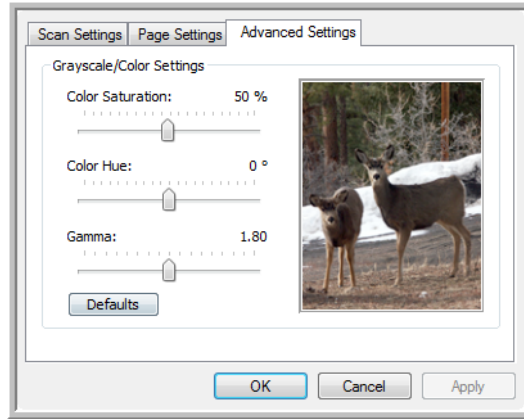 Scan Settings Page Settings Advanced Settings
Grayscale/Color Settings
Color Saturation: 50 %
Color Hue: 0 °
Gamma: 1.80
Defaults
OK Cancel Apply